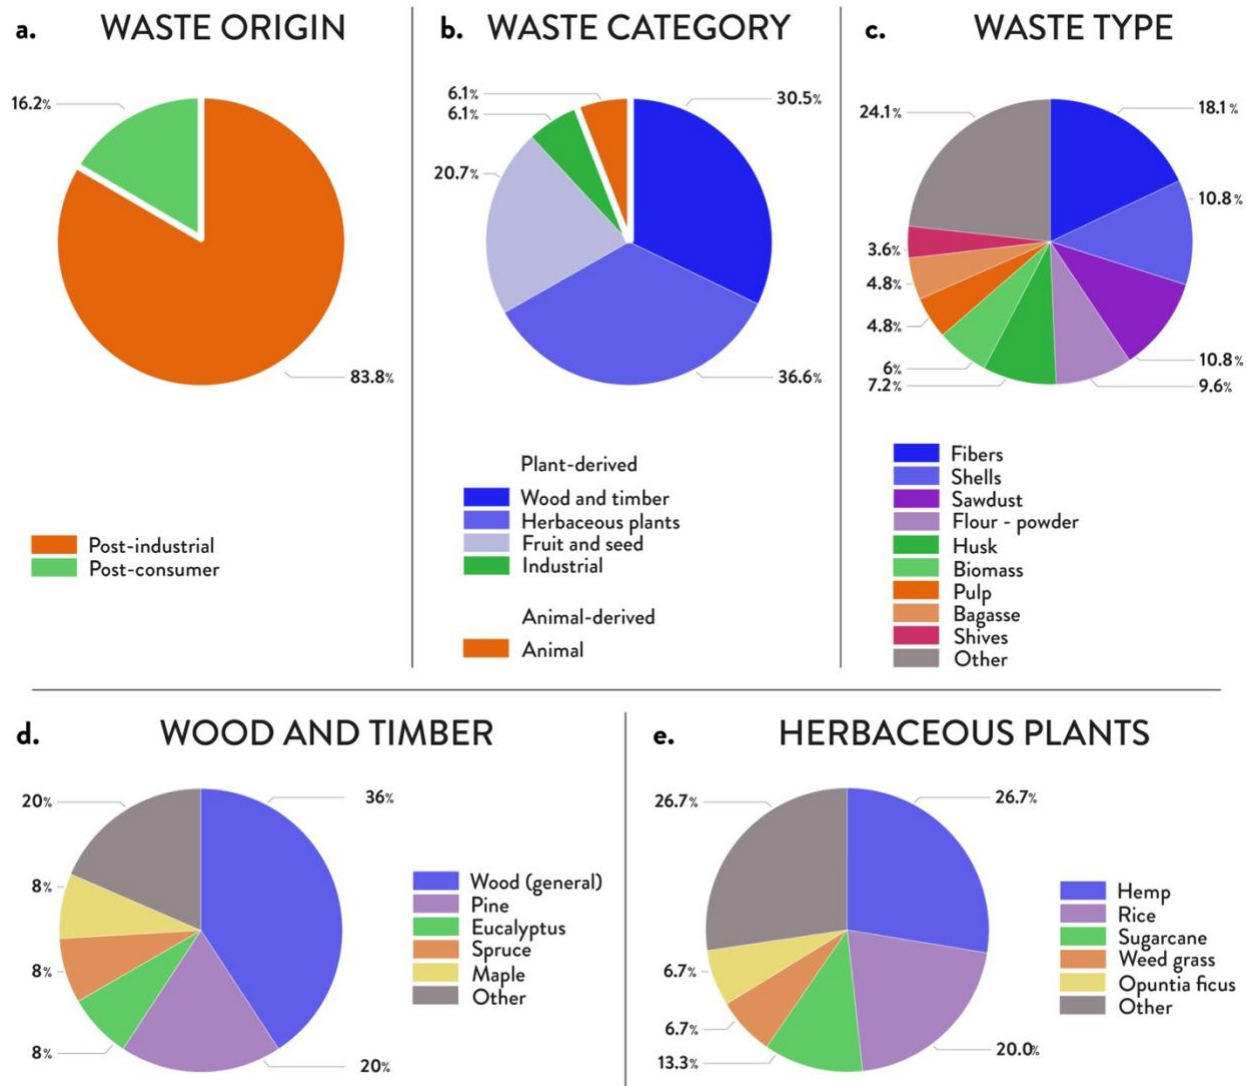 a. WASTE ORIGIN
16.2%
83.8%
Post-industrial
Post-consumer
b. WASTE CATEGORY
6.1%
6.1%
20.7%
30.5%
36.6%
Plant-derived
Wood and timber
Herbaceous plants
Fruit and seed
Industrial
Animal-derived
Animal
c. WASTE TYPE
24.1%
18.1%
10.8%
3.6%
4.8%
4.8%
6%
7.2%
10.8%
9.6%
Fibers
Shells
Sawdust
Flour - powder
Husk
Biomass
Pulp
Bagasse
Shives
Other
d. WOOD AND TIMBER
20%
36%
8%
8%
8%
20%
Wood (general)
Pine
Eucalyptus
Spruce
Maple
Other
e. HERBACEOUS PLANTS
26.7%
26.7%
6.7%
6.7%
13.3%
20.0%
Hemp
Rice
Sugarcane
Weed grass
Opuntia ficus
Other